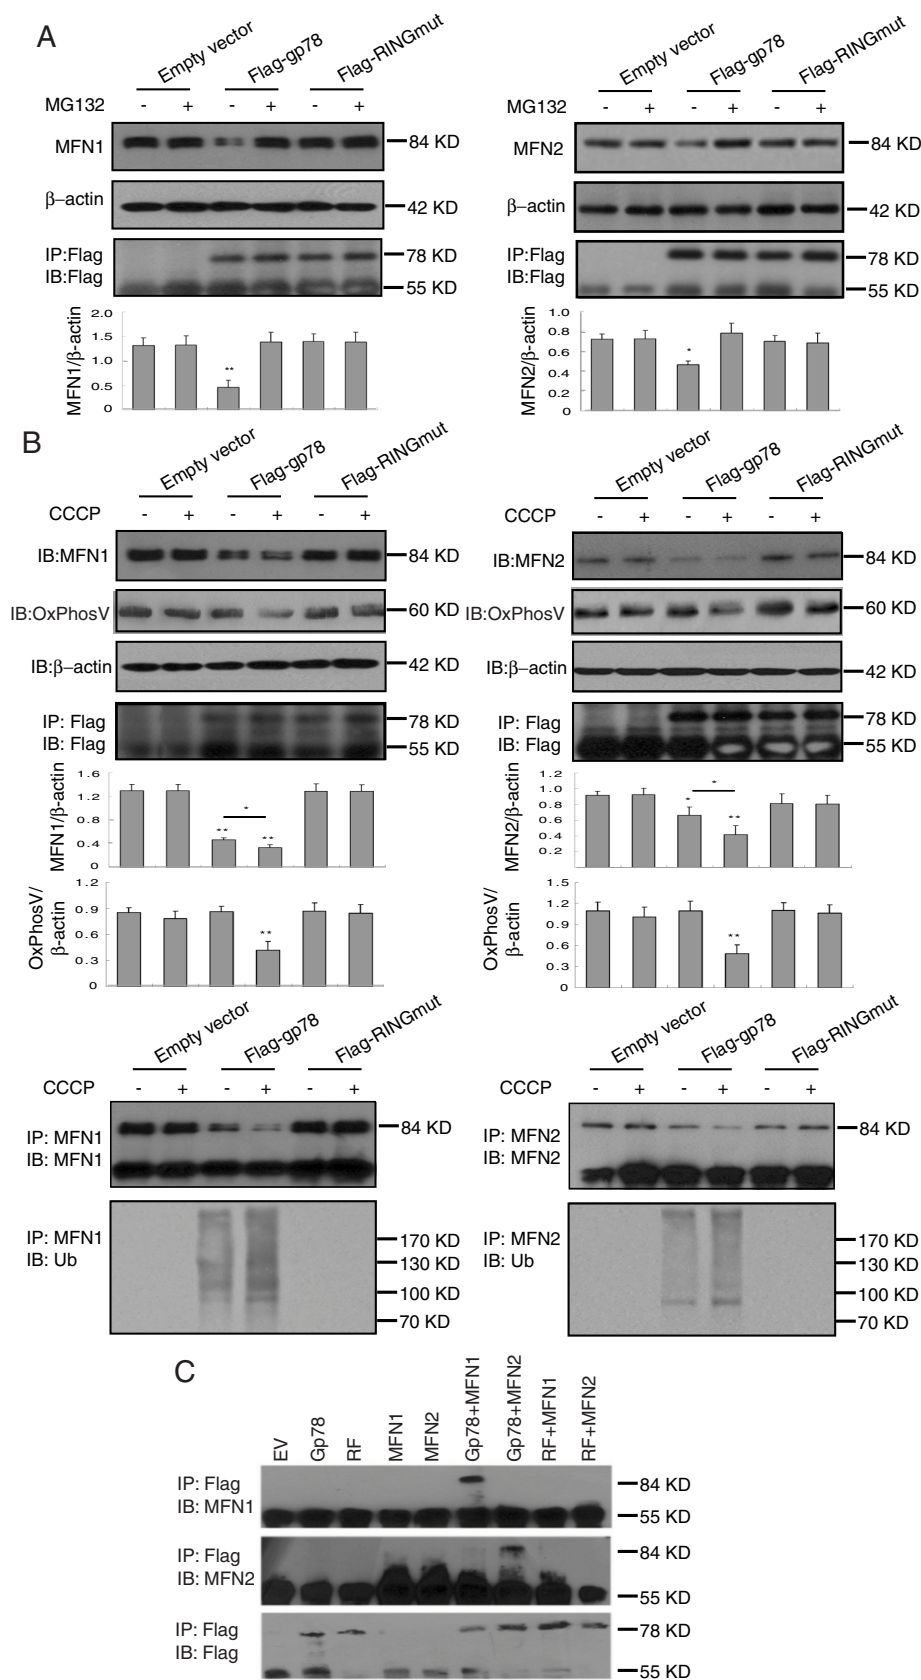 A
Empty vector Flag-gp78 Flag-RINGmut
MG132 - + - + - +
MFN1 84 KD
β–actin 42 KD
IP:Flag 78 KD
IB:Flag 55 KD
MFN1/β-actin
2.0
1.5
1.0
0.5
0
**
Empty vector Flag-gp78 Flag-RINGmut
- + - + - +
MFN2 84 KD
β–actin 42 KD
IP:Flag 78 KD
IB:Flag 55 KD
MFN2/β-actin
1.0
0.8
0.6
0.4
0.2
0
*
B
Empty vector Flag-gp78 Flag-RINGmut
CCCP - + - + - +
IB:MFN1 84 KD
IB:OxPhosV 60 KD
IB:β–actin 42 KD
IP: Flag 78 KD
IB: Flag 55 KD
MFN1/β-actin
1.6
1.2
0.8
0.4
0
** * **
OxPhosV/
β-actin
1.2
0.9
0.6
0.3
0
**
Empty vector Flag-gp78 Flag-RINGmut
CCCP - + - + - +
IB:MFN2 84 KD
IB:OxPhosV 60 KD
IB:β–actin 42 KD
IP: Flag 78 KD
IB: Flag 55 KD
MFN2/β-actin
1.2
1.0
0.8
0.6
0.4
0.2
* * **
OxPhosV/
β-actin
1.5
1.2
0.9
0.6
0.3
0
**
Empty vector Flag-gp78 Flag-RINGmut
CCCP - + - + - +
IP: MFN1 84 KD
IB: MFN1
IP: MFN1
IB: Ub
170 KD
130 KD
100 KD
70 KD
Empty vector Flag-gp78 Flag-RINGmut
CCCP - + - + - +
IP: MFN2 84 KD
IB: MFN2
IP: MFN2
IB: Ub
170 KD
130 KD
100 KD
70 KD
C
EV Gp78 RF MFN1 MFN2 Gp78+MFN1 Gp78+MFN2 RF+MFN1 RF+MFN2
IP: Flag 84 KD
IB: MFN1 55 KD
IP: Flag 84 KD
IB: MFN2 55 KD
IP: Flag 78 KD
IB: Flag 55 KD